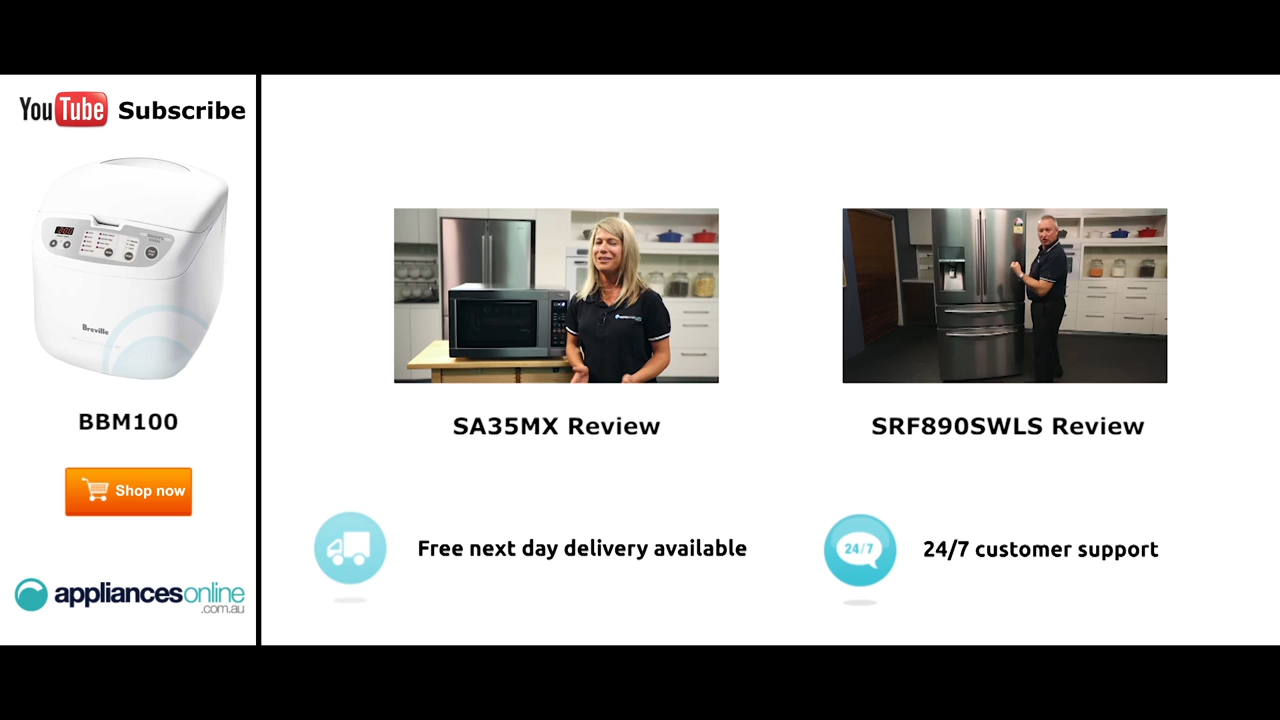 YouTube Subscribe
Breville
BBM100
Shop now
appliancesonline
.com.au
SA35MX Review
SRF890SWLS Review
Free next day delivery available
24/7
24/7 customer support